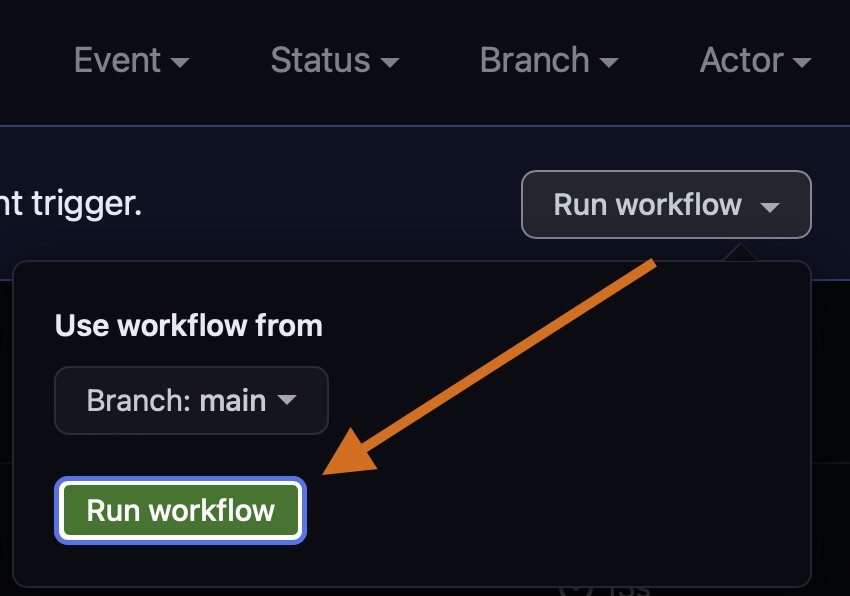 Event Status Branch Actor
nt trigger.
Run workflow
Use workflow from
Branch: main
Run workflow